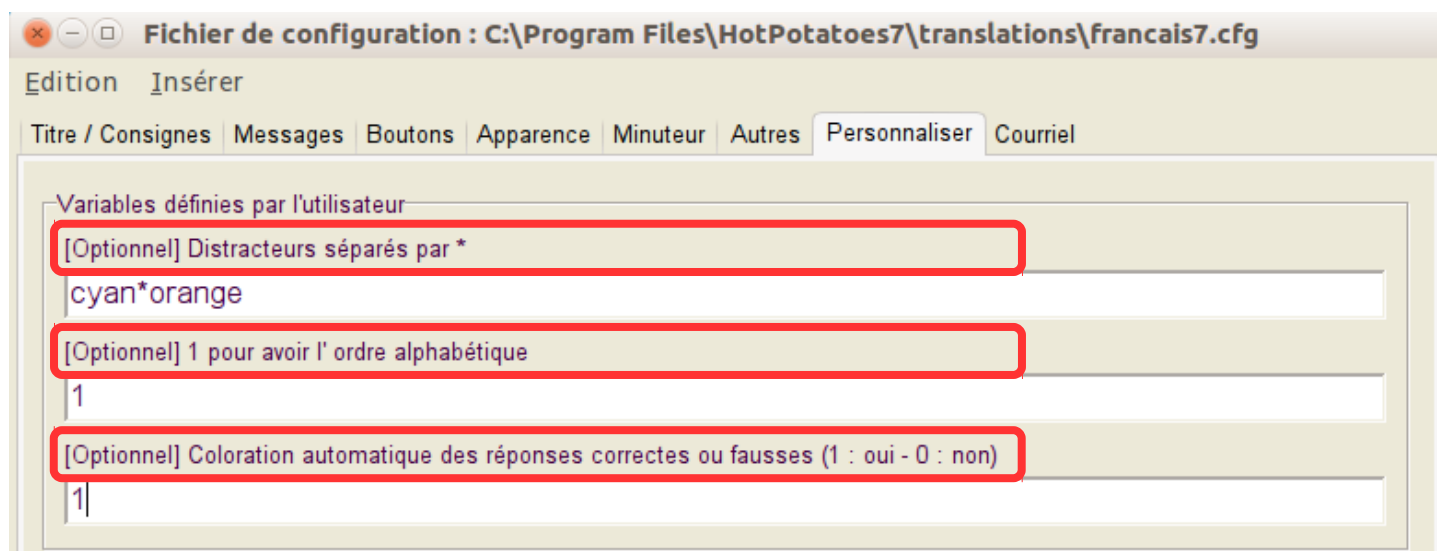 Fichier de configuration : C:\Program Files\HotPotatoes7\translations\francais7.cfg
Edition Insérer
Titre / Consignes Messages Boutons Apparence Minuteur Autres Personnaliser Courriel
Variables définies par l'utilisateur
[Optionnel] Distracteurs séparés par *
cyan*orange
[Optionnel] 1 pour avoir l' ordre alphabétique
1
[Optionnel] Coloration automatique des réponses correctes ou fausses (1 : oui - 0 : non)
1